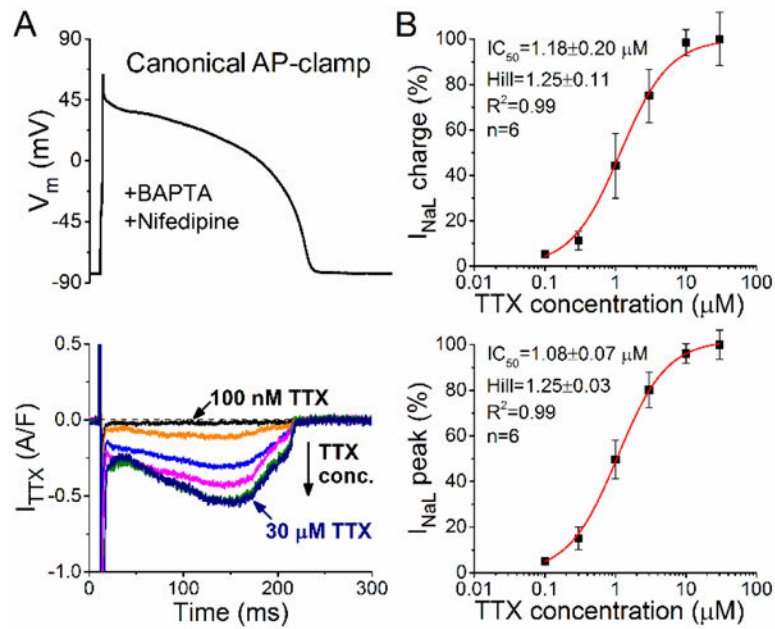 A
90
45
0
-45
-90
V_m (mV)
Canonical AP-clamp
+BAPTA
+Nifedipine
0.5
0.0
-0.5
-1.0
I_TTX (A/F)
100 nM TTX
TTX
conc.
30 μM TTX
0 100 200 300
Time (ms)
B
100
80
60
40
20
0
I_NaL charge (%)
IC50=1.18±0.20 μM
Hill=1.25±0.11
R²=0.99
n=6
0.01 0.1 1 10 100
TTX concentration (μM)
100
80
60
40
20
0
I_NaL peak (%)
IC50=1.08±0.07 μM
Hill=1.25±0.03
R²=0.99
n=6
0.01 0.1 1 10 100
TTX concentration (μM)